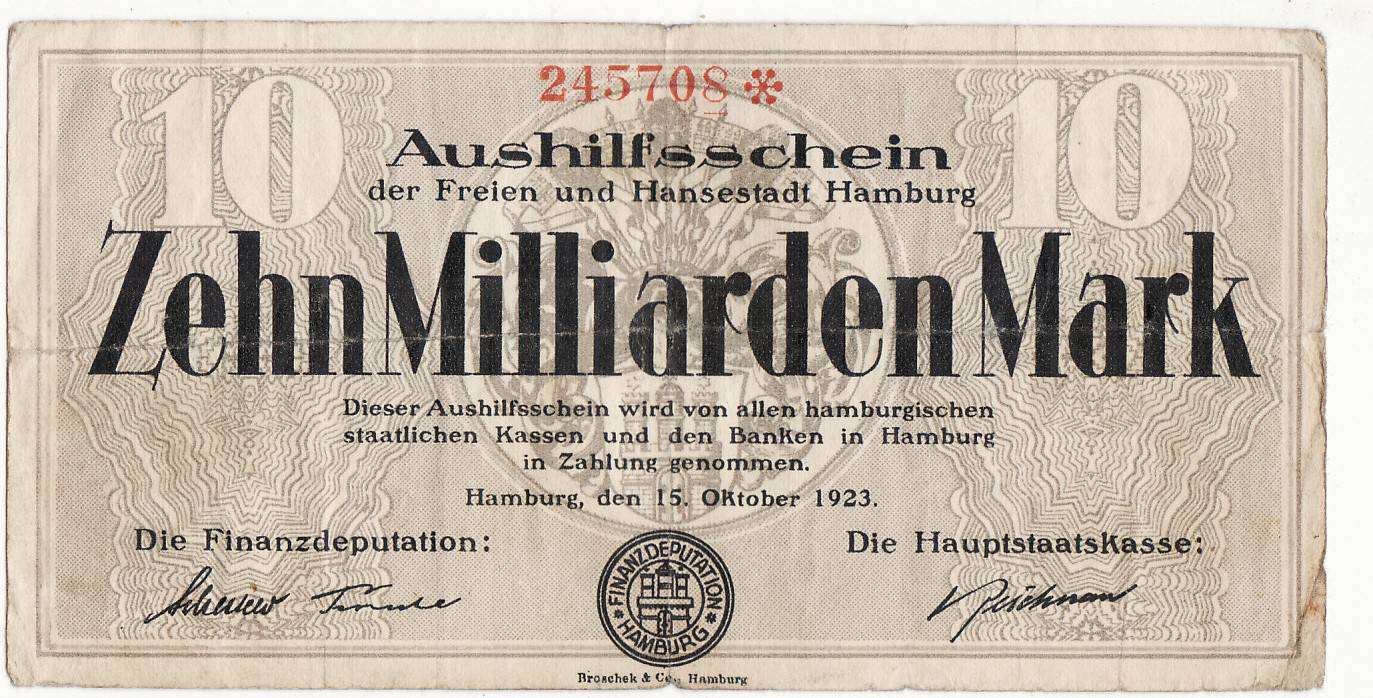 245708
10
10
Aushilfsschein
der Freien und Hansestadt Hamburg
Zehn Milliarden Mark
Dieser Aushilfsschein wird von allen hamburgischen
staatlichen Kassen und den Banken in Hamburg
in Zahlung genommen.
Hamburg, den 15. Oktober 1923.
Die Finanzdeputation:
Die Hauptstaatskasse:
FINANZDEPUTATION
HAMBURG
Broschek & Co., Hamburg